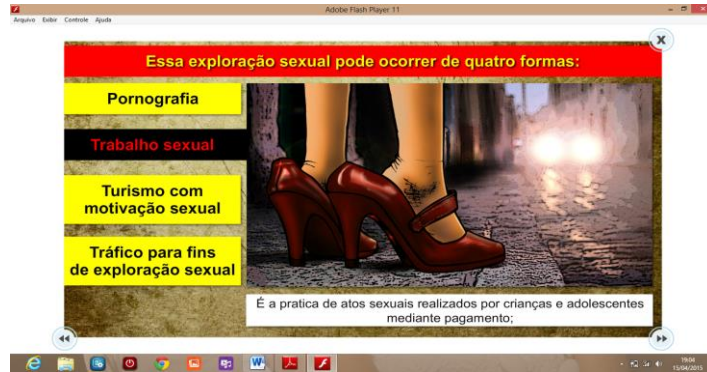 Adobe Flash Player 11
Arquivo Exibir Controle Ajuda
X
Essa exploração sexual pode ocorrer de quatro formas:
Pornografia
Trabalho sexual
Turismo com
motivação sexual
Tráfico para fins
de exploração sexual
É a pratica de atos sexuais realizados por crianças e adolescentes
mediante pagamento;
19:04
15/04/2015